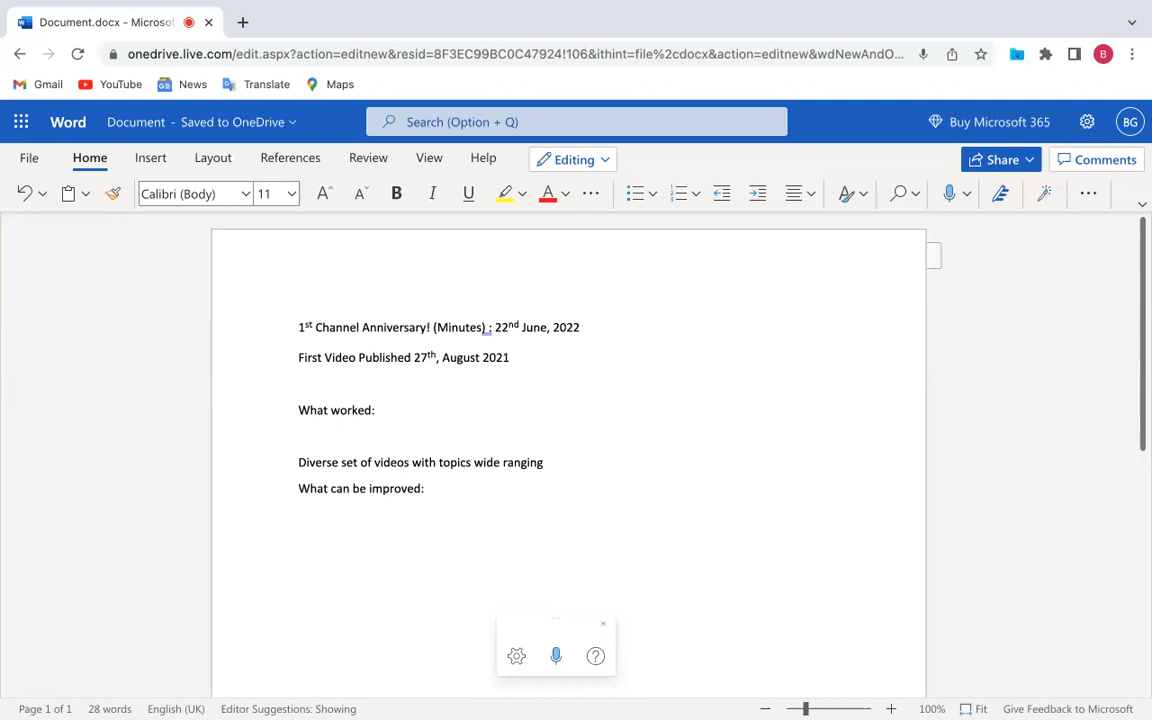 Document.docx - Microsof
onedrive.live.com/edit.aspx?action=editnew&resid=8F3EC99BC0C47924!106&ithint=file%2cdocx&action=editnew&wdNewAndO...
B
Gmail YouTube News Translate Maps
Word Document - Saved to OneDrive Search (Option + Q) Buy Microsoft 365 BG
File Home Insert Layout References Review View Help Editing Share Comments
Calibri (Body) 11 A A B I U A
1st Channel Anniversary! (Minutes) : 22nd June, 2022
First Video Published 27th, August 2021
What worked:
Diverse set of videos with topics wide ranging
What can be improved:
Page 1 of 1 28 words English (UK) Editor Suggestions: Showing 100% Fit Give Feedback to Microsoft